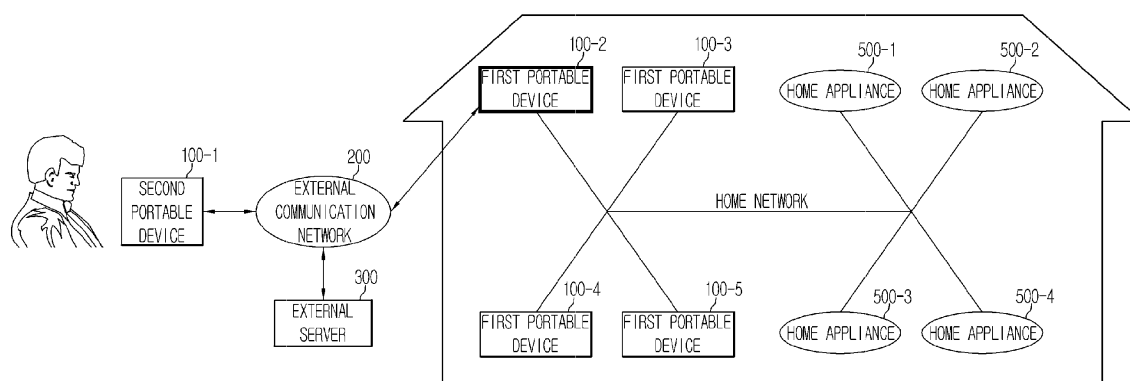 100-2
100-3
500-1
500-2
FIRST PORTABLE
DEVICE
FIRST PORTABLE
DEVICE
HOME APPLIANCE
HOME APPLIANCE
100-1
200
SECOND
PORTABLE
DEVICE
EXTERNAL
COMMUNICATION
NETWORK
HOME NETWORK
300
EXTERNAL
SERVER
100-4
100-5
500-3
500-4
FIRST PORTABLE
DEVICE
FIRST PORTABLE
DEVICE
HOME APPLIANCE
HOME APPLIANCE